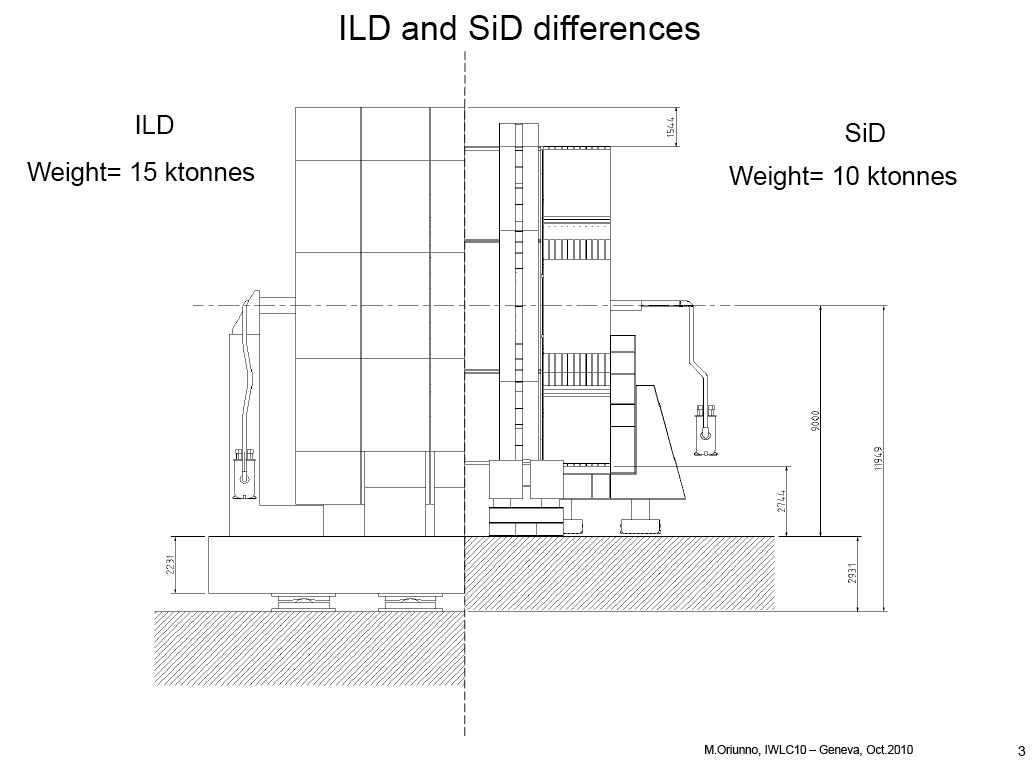 ILD and SiD differences
ILD
Weight= 15 ktonnes
SiD
Weight= 10 ktonnes
1544
9000
11949
2744
2231
2931
M.Oriunno, IWLC10 – Geneva, Oct.2010
3